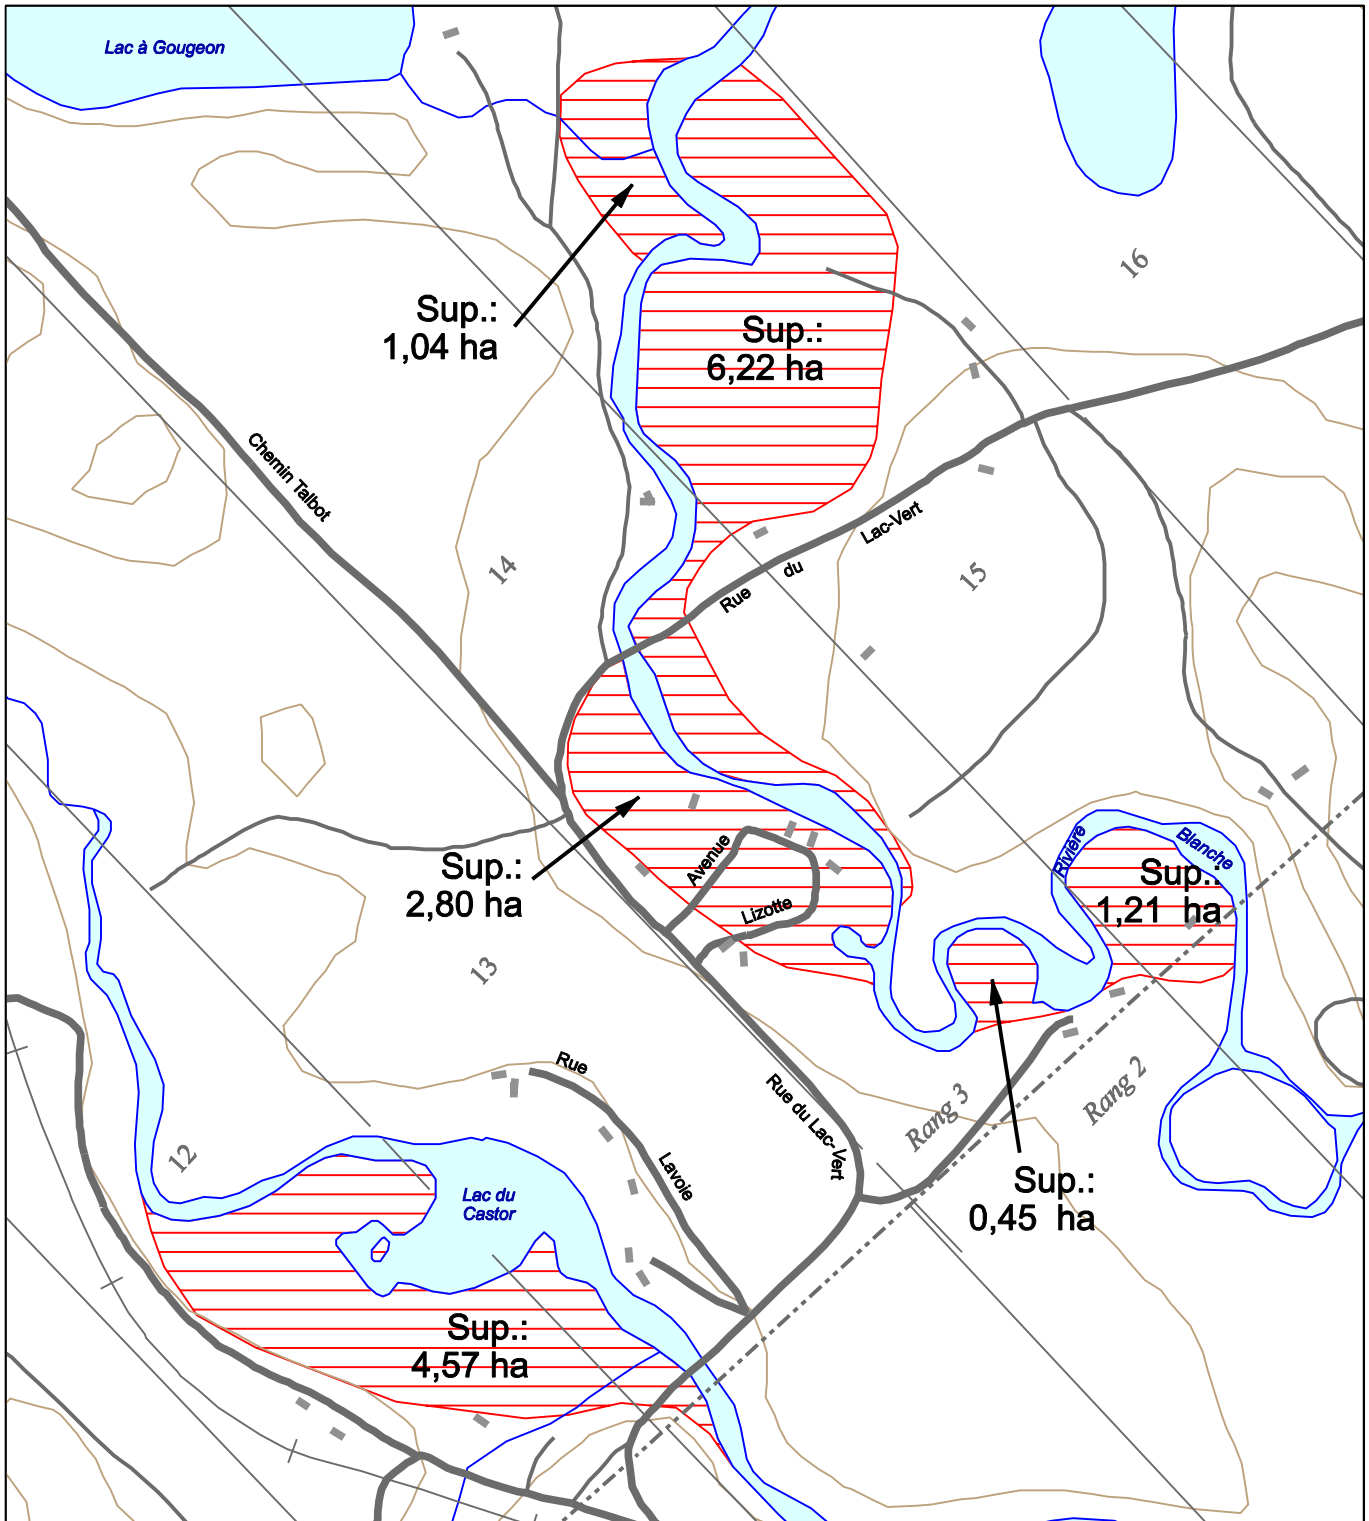 Lac à Gougeon
16
Sup.:
1,04 ha
Sup.:
6,22 ha
Chemin Talbot
Lac-Vert
du
Rue
14
15
Rivière
Blanche
Avenue
Lizotte
Sup.:
2,80 ha
Sup.:
1,21 ha
13
Rue
Lavoie
Rue du Lac-Vert
Rang 3
Rang 2
12
Lac du
Castor
Sup.:
0,45 ha
Sup.:
4,57 ha